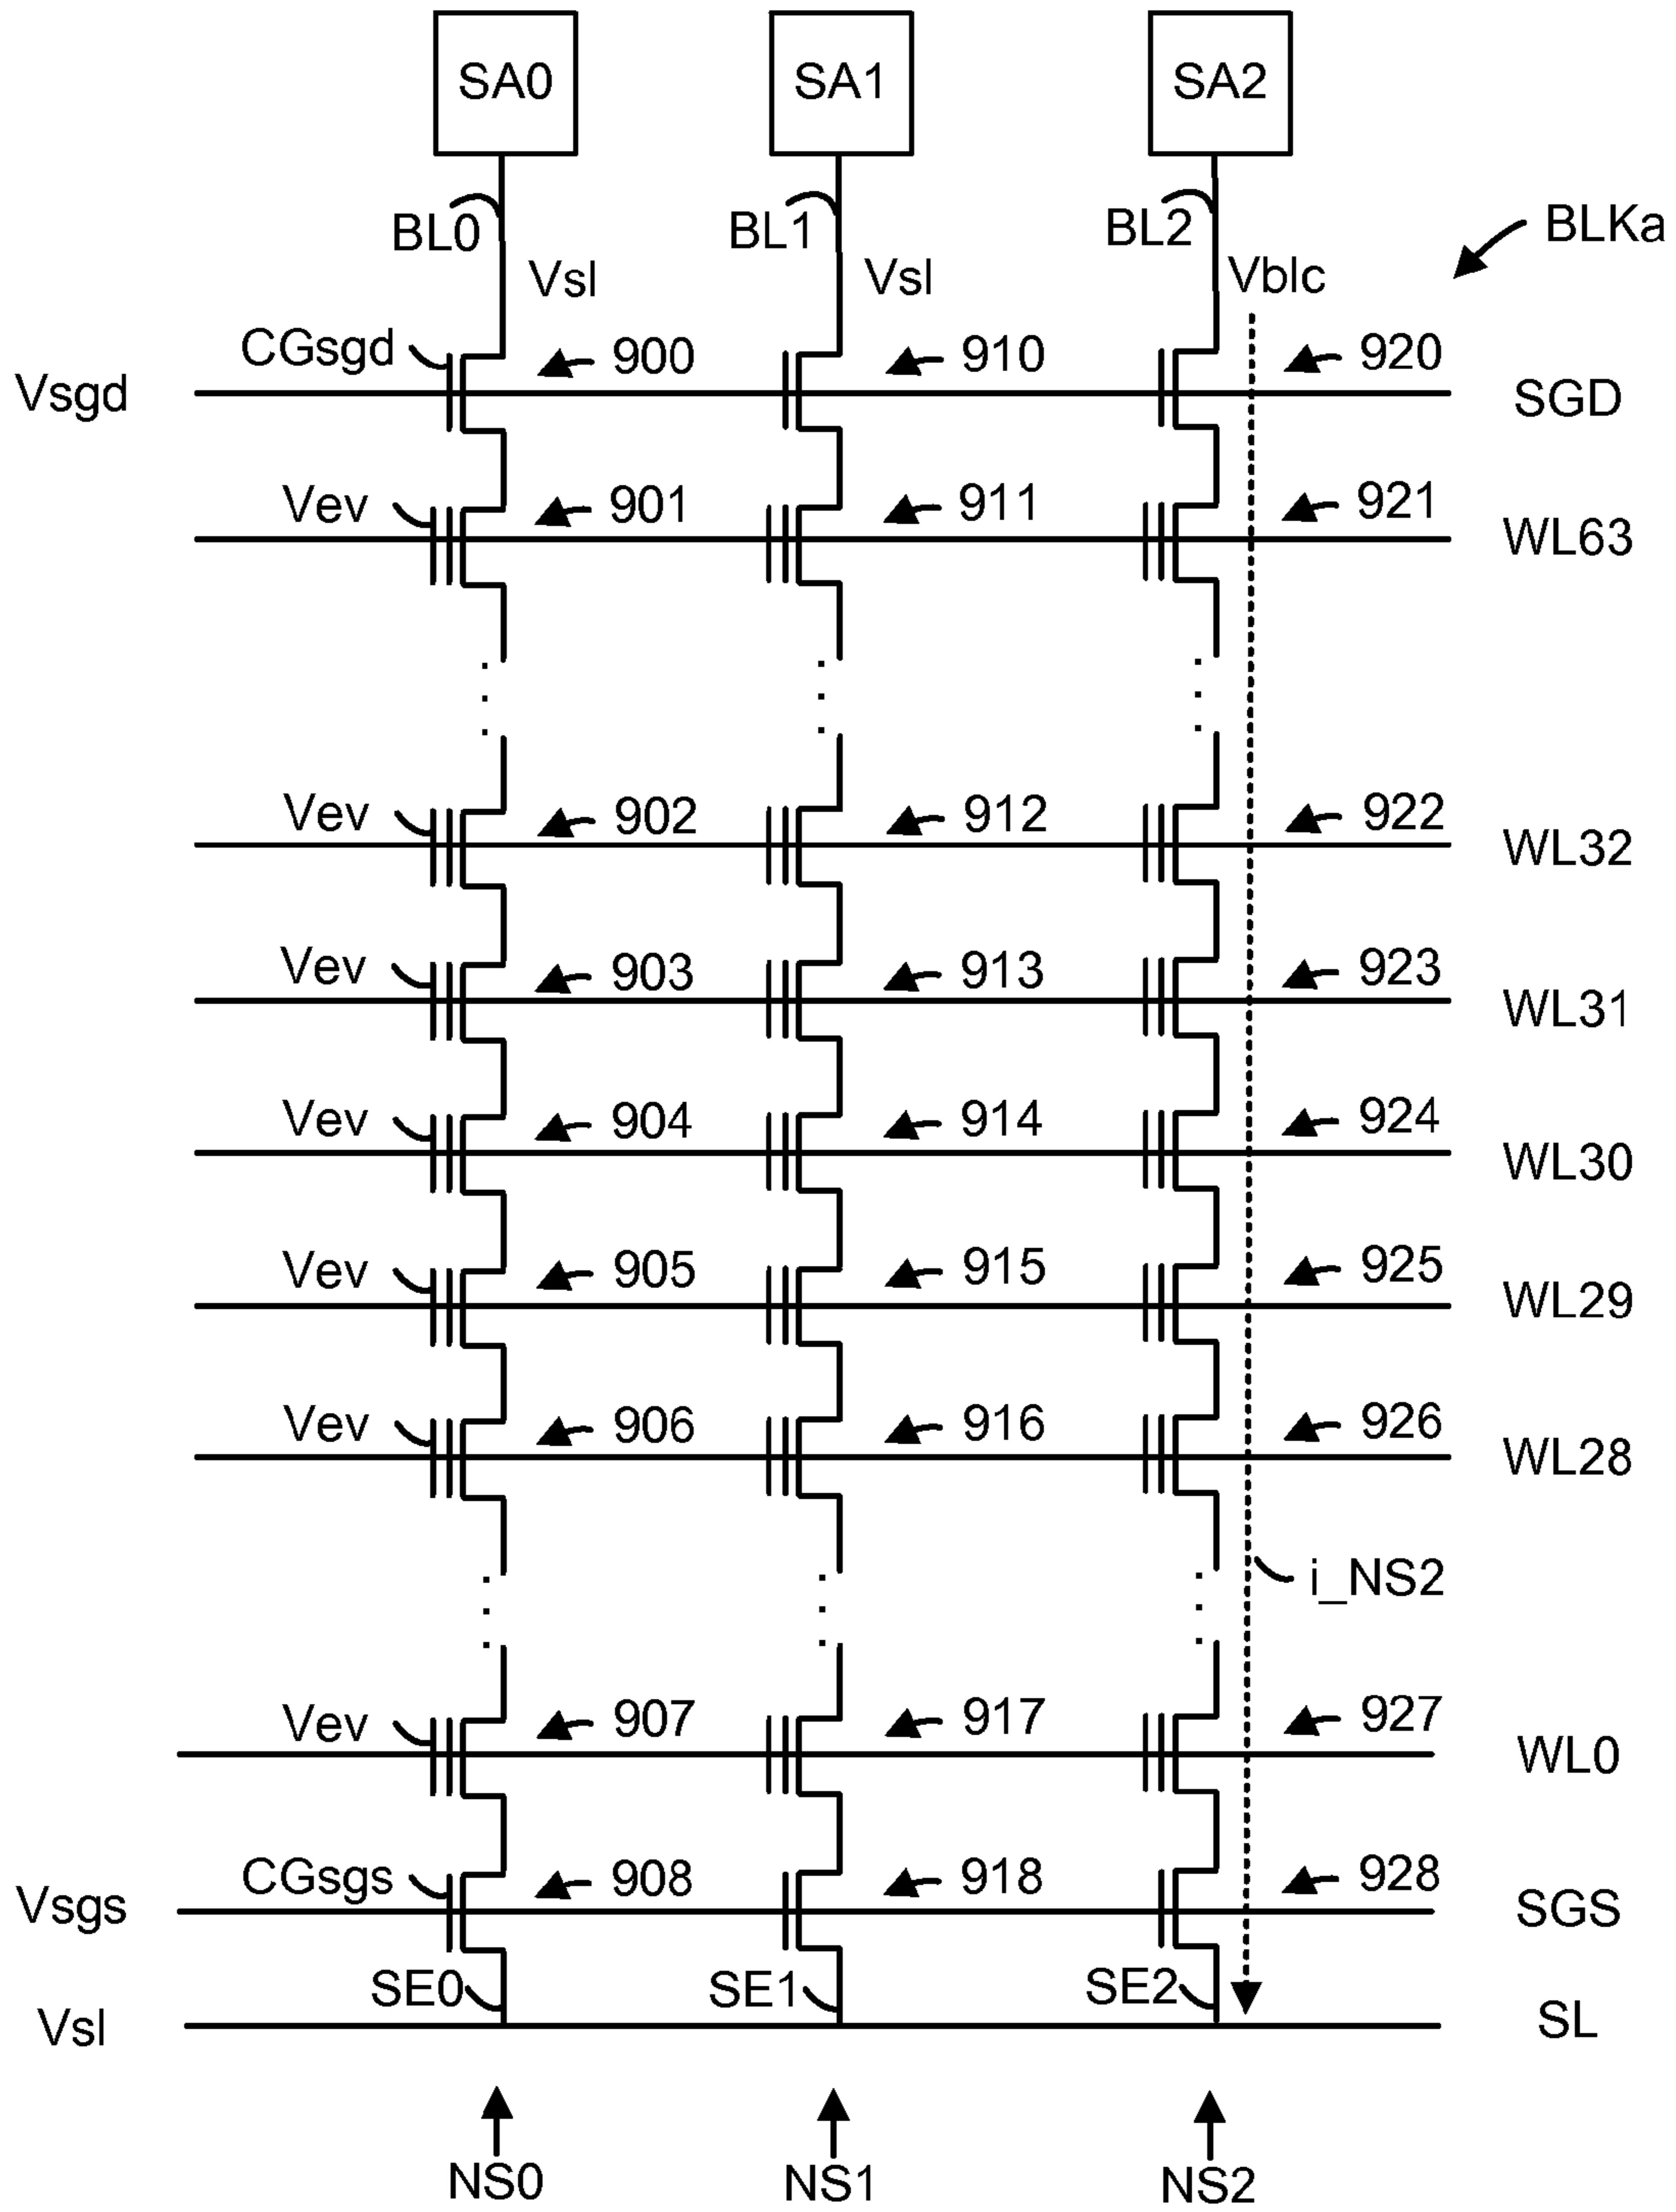 SA0 SA1 SA2
BL0 BL1 BL2 BLKa
Vsl Vsl Vblc
CGsgd 900 910 920
Vsgd SGD
Vev 901 911 921
WL63
Vev 902 912 922
WL32
Vev 903 913 923
WL31
Vev 904 914 924
WL30
Vev 905 915 925
WL29
Vev 906 916 926
WL28
i_NS2
Vev 907 917 927
WL0
CGsgs 908 918 928
Vsgs SGS
SE0 SE1 SE2
Vsl SL
NS0 NS1 NS2